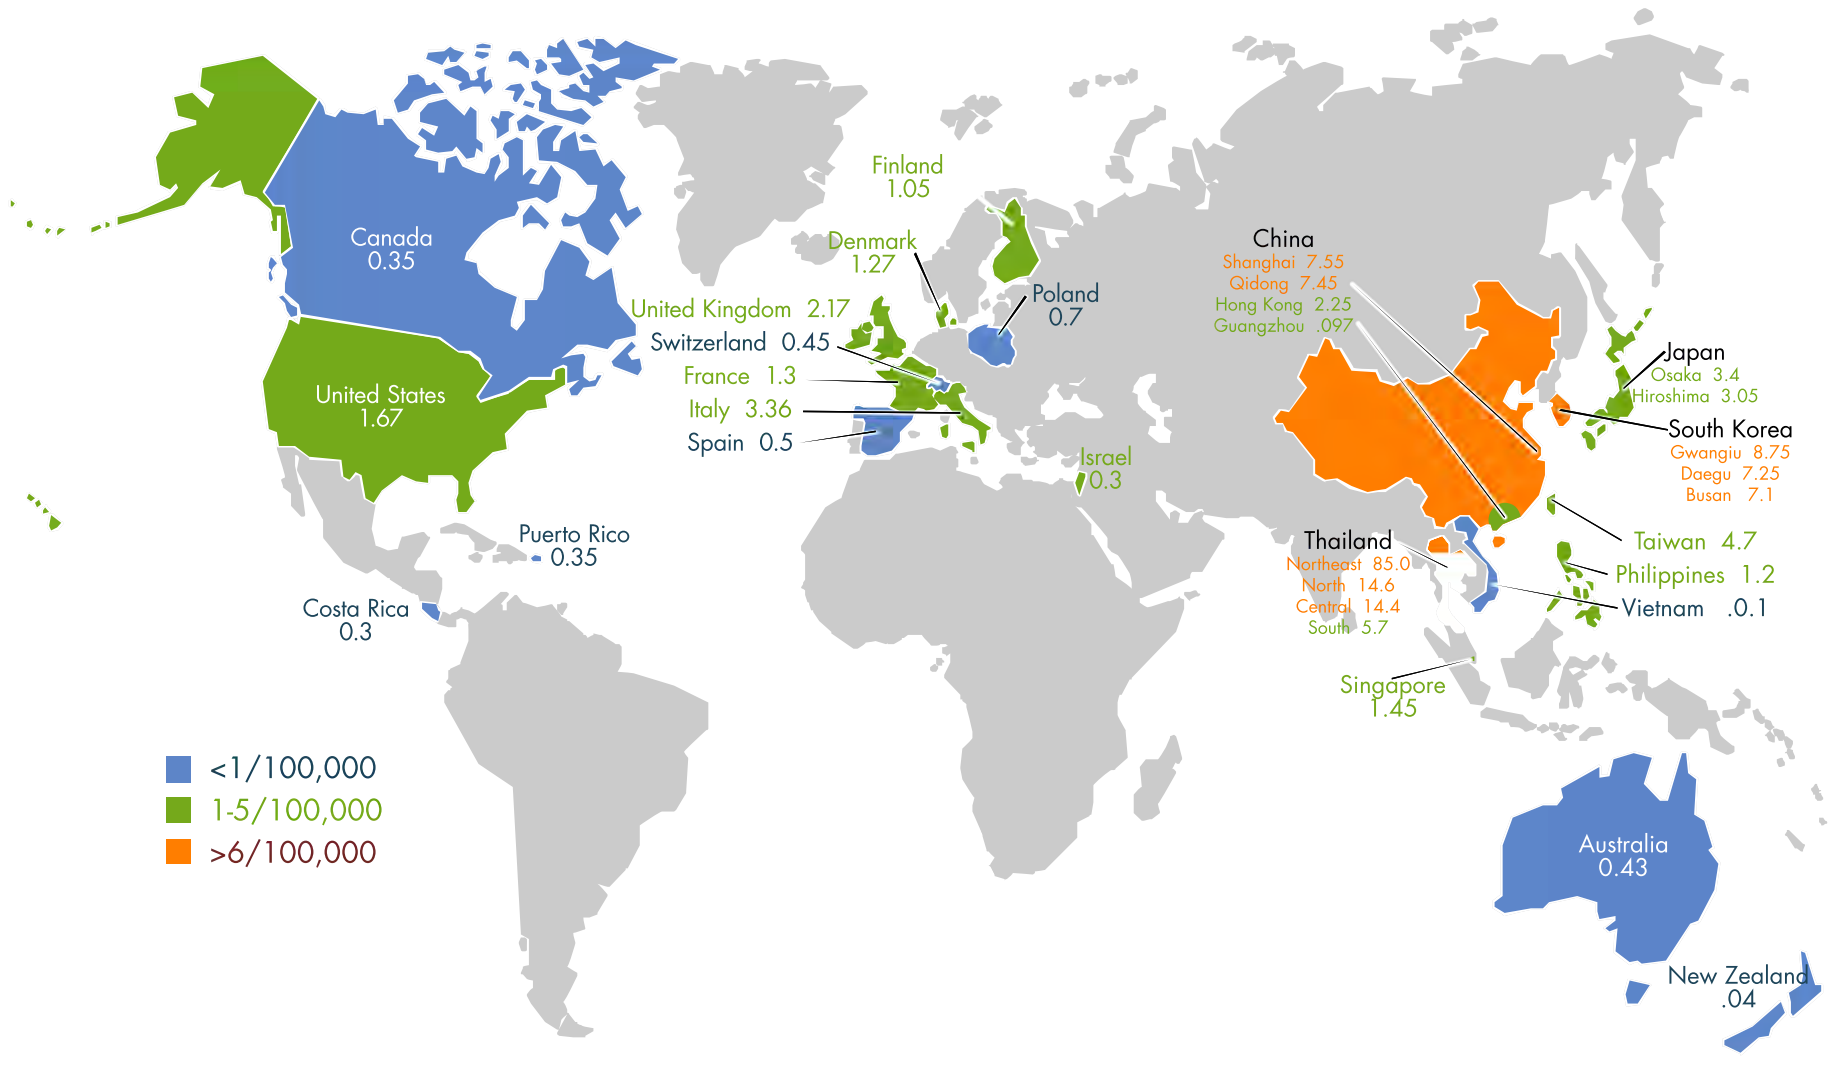 Finland
1.05
Denmark
1.27
Canada
0.35
Poland
0.7
United Kingdom 2.17
Switzerland 0.45
France 1.3
Italy 3.36
Spain 0.5
United States
1.67
Israel
0.3
China
Shanghai 7.55
Qidong 7.45
Hong Kong 2.25
Guangzhou .097
Japan
Osaka 3.4
Hiroshima 3.05
South Korea
Gwangiu 8.75
Daegu 7.25
Busan 7.1
Puerto Rico
0.35
Costa Rica
0.3
Thailand
Northeast 85.0
North 14.6
Central 14.4
South 5.7
Taiwan 4.7
Philippines 1.2
Vietnam .0.1
Singapore
1.45
<1/100,000
1-5/100,000
>6/100,000
Australia
0.43
New Zealand
.04